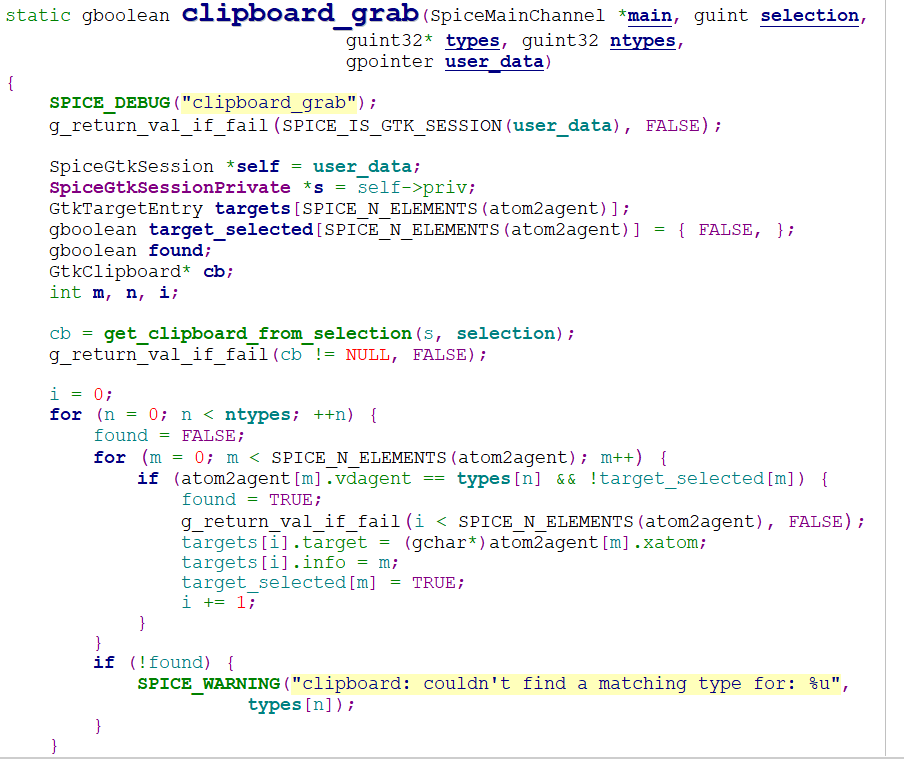 static gboolean clipboard_grab(SpiceMainChannel *main, guint selection,
                               guint32* types, guint32 ntypes,
                               gpointer user_data)
{
    SPICE_DEBUG("clipboard_grab");
    g_return_val_if_fail(SPICE_IS_GTK_SESSION(user_data), FALSE);

    SpiceGtkSession *self = user_data;
    SpiceGtkSessionPrivate *s = self->priv;
    GtkTargetEntry targets[SPICE_N_ELEMENTS(atom2agent)];
    gboolean target_selected[SPICE_N_ELEMENTS(atom2agent)] = { FALSE, };
    gboolean found;
    GtkClipboard* cb;
    int m, n, i;

    cb = get_clipboard_from_selection(s, selection);
    g_return_val_if_fail(cb != NULL, FALSE);

    i = 0;
    for (n = 0; n < ntypes; ++n) {
        found = FALSE;
        for (m = 0; m < SPICE_N_ELEMENTS(atom2agent); m++) {
            if (atom2agent[m].vdagent == types[n] && !target_selected[m]) {
                found = TRUE;
                g_return_val_if_fail(i < SPICE_N_ELEMENTS(atom2agent), FALSE);
                targets[i].target = (gchar*)atom2agent[m].xatom;
                targets[i].info = m;
                target_selected[m] = TRUE;
                i += 1;
            }
        }
        if (!found) {
            SPICE_WARNING("clipboard: couldn't find a matching type for: %u",
                      types[n]);
        }
    }